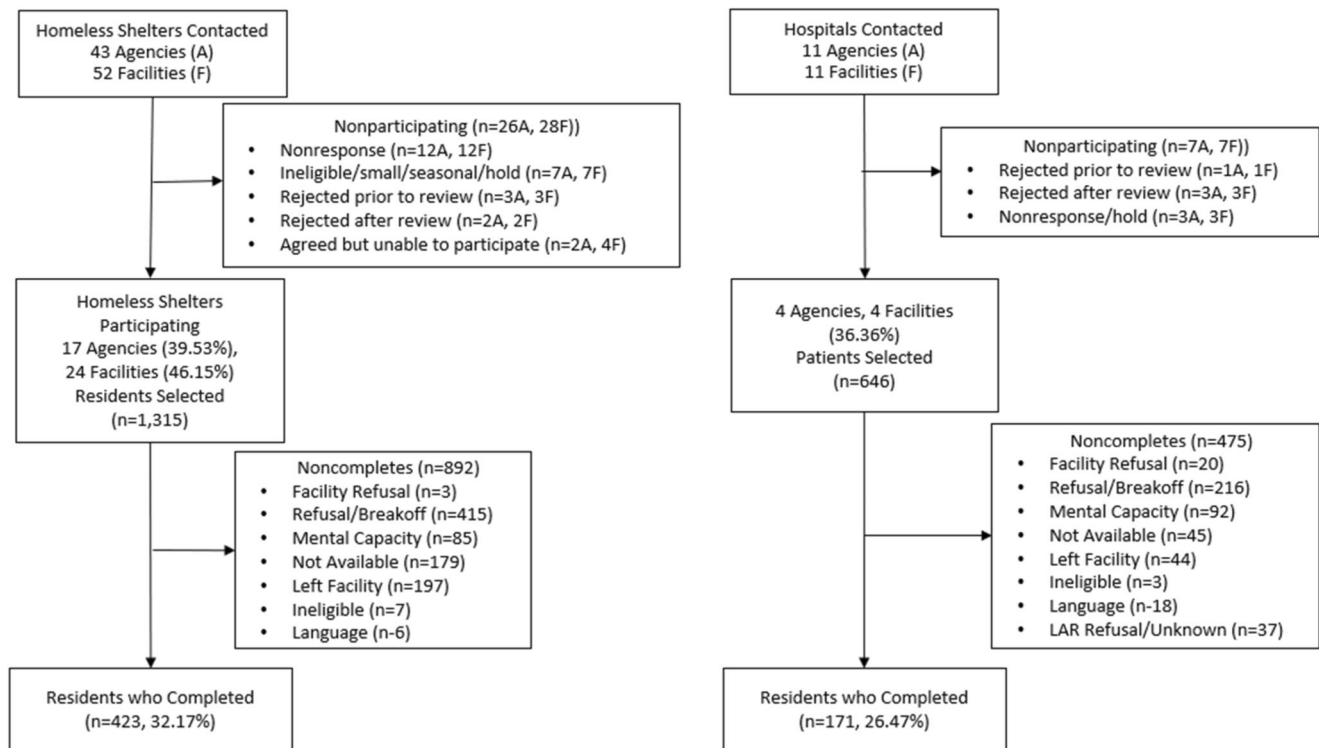 Homeless Shelters Contacted
43 Agencies (A)
52 Facilities (F)
Nonparticipating (n=26A, 28F))
• Nonresponse (n=12A, 12F)
• Ineligible/small/seasonal/hold (n=7A, 7F)
• Rejected prior to review (n=3A, 3F)
• Rejected after review (n=2A, 2F)
• Agreed but unable to participate (n=2A, 4F)
Homeless Shelters
Participating
17 Agencies (39.53%),
24 Facilities (46.15%)
Residents Selected
(n=1,315)
Noncompletes (n=892)
• Facility Refusal (n=3)
• Refusal/Breakoff (n=415)
• Mental Capacity (n=85)
• Not Available (n=179)
• Left Facility (n=197)
• Ineligible (n=7)
• Language (n-6)
Residents who Completed
(n=423, 32.17%)
Hospitals Contacted
11 Agencies (A)
11 Facilities (F)
Nonparticipating (n=7A, 7F))
• Rejected prior to review (n=1A, 1F)
• Rejected after review (n=3A, 3F)
• Nonresponse/hold (n=3A, 3F)
4 Agencies, 4 Facilities
(36.36%)
Patients Selected
(n=646)
Noncompletes (n=475)
• Facility Refusal (n=20)
• Refusal/Breakoff (n=216)
• Mental Capacity (n=92)
• Not Available (n=45)
• Left Facility (n=44)
• Ineligible (n=3)
• Language (n-18)
• LAR Refusal/Unknown (n=37)
Residents who Completed
(n=171, 26.47%)